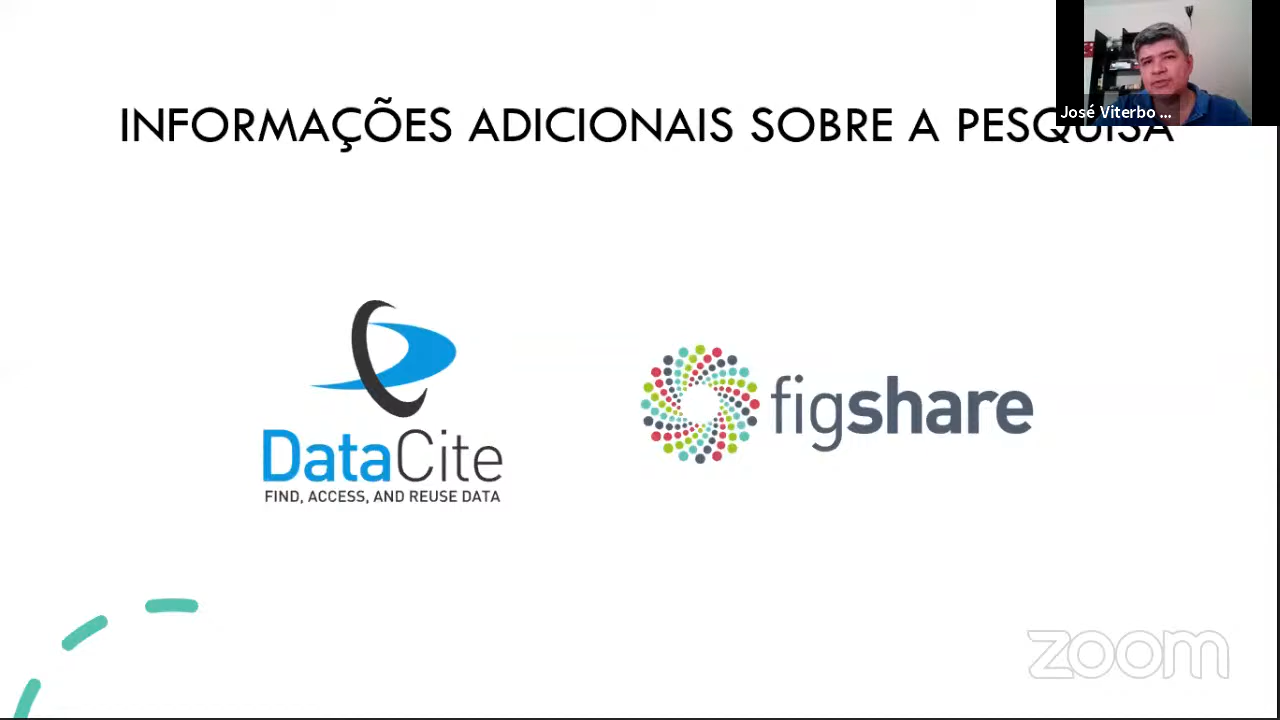 INFORMAÇÕES ADICIONAIS SOBRE A PESQUISA
José Viterbo ...
DataCite
FIND, ACCESS, AND REUSE DATA
figshare
zoom